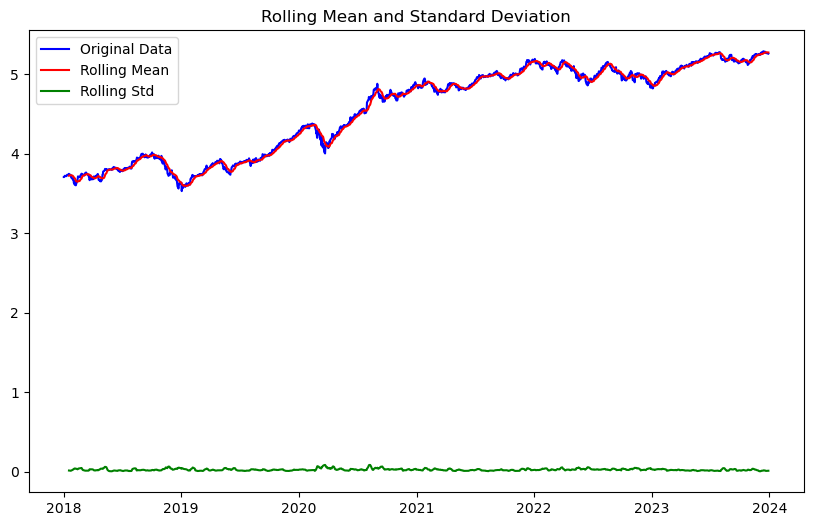 Rolling Mean and Standard Deviation
Original Data
Rolling Mean
Rolling Std
5
4
3
2
1
0
2018 2019 2020 2021 2022 2023 2024